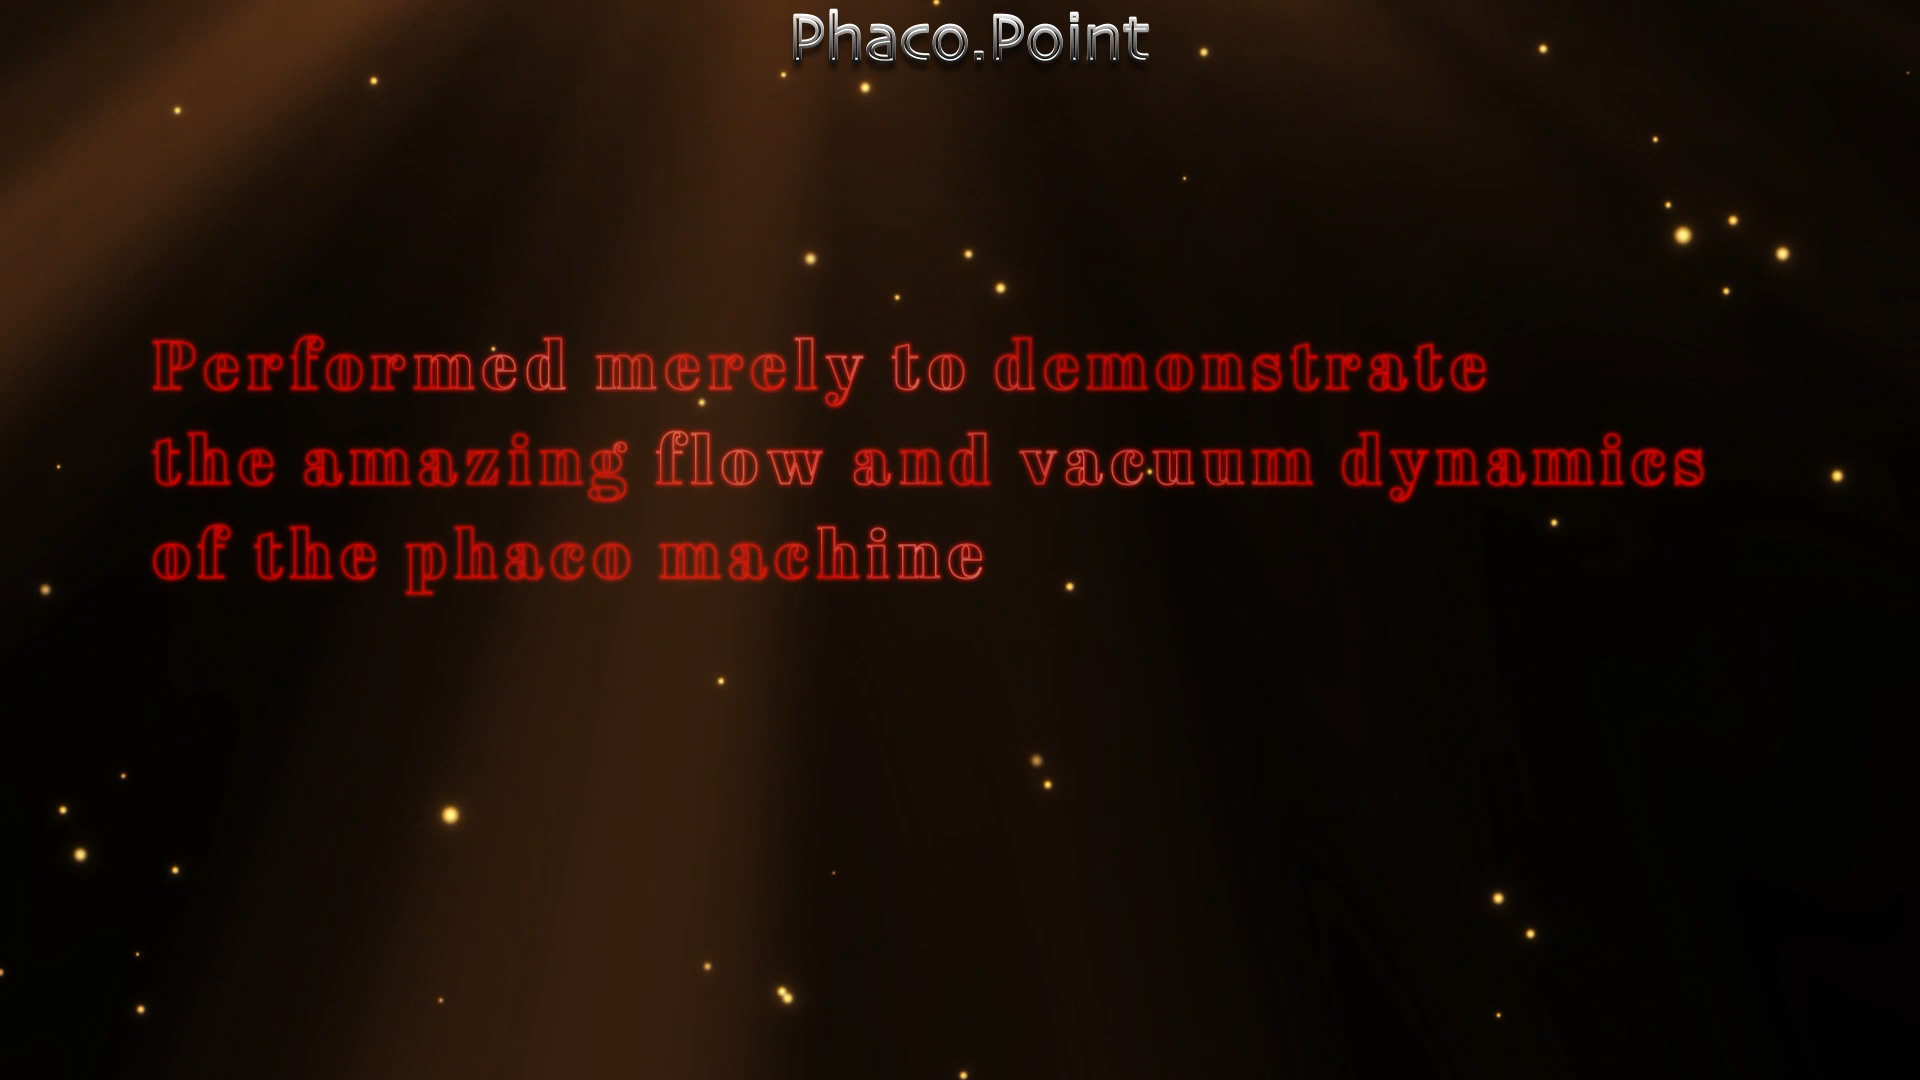 Phaco.Point
Performed merely to demonstrate
the amazing flow and vacuum dynamics
of the phaco machine